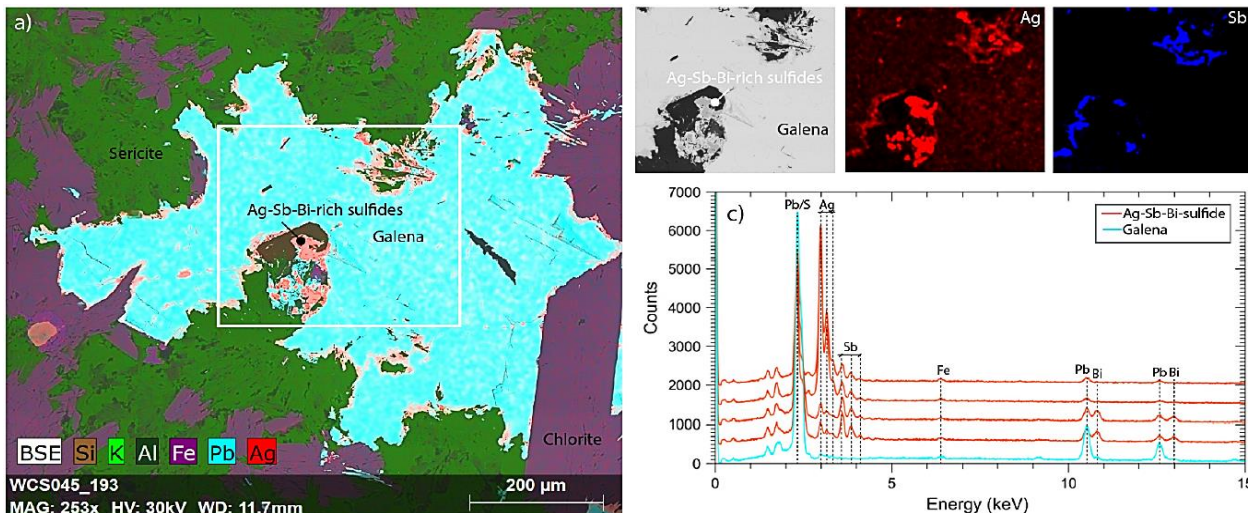 a)
Sericite
Ag-Sb-Bi-rich sulfides
Galena
Chlorite
BSE Si K Al Fe Pb Ag
WCS045_193
MAG: 253x HV: 30kV WD: 11.7mm
200 μm
Ag-Sb-Bi-rich sulfides
Galena
Ag
Sb
c)
Pb/S
Ag
Sb
Fe
Pb
Bi
Pb
Bi
Ag-Sb-Bi-sulfide
Galena
Counts
7000
6000
5000
4000
3000
2000
1000
0
0 5 10 15
Energy (keV)